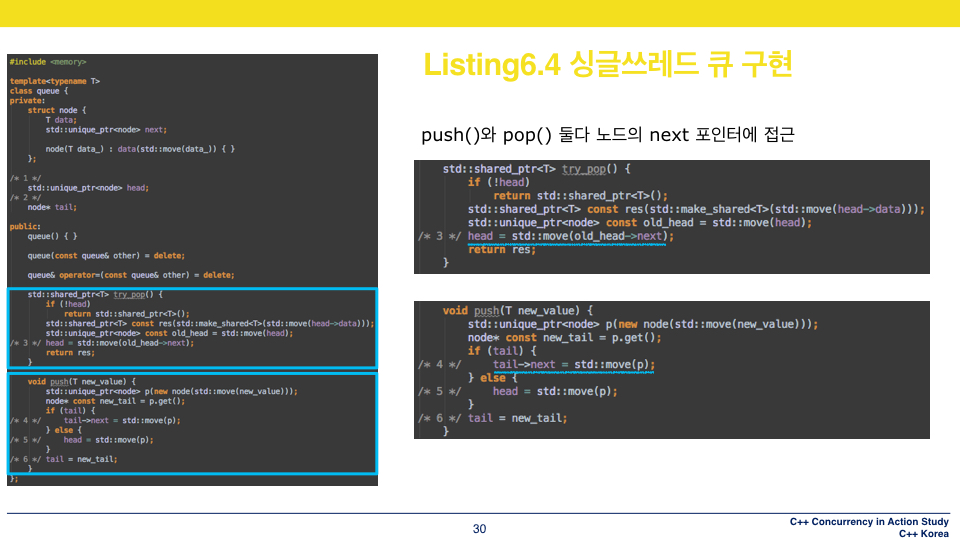 #include <memory>
template<typename T>
class queue {
private:
    struct node {
        T data;
        std::unique_ptr<node> next;
        node(T data_) : data(std::move(data_)) { }
    };
/* 1 */
    std::unique_ptr<node> head;
/* 2 */
    node* tail;
public:
    queue() { }
    queue(const queue& other) = delete;
    queue& operator=(const queue& other) = delete;
    std::shared_ptr<T> try_pop() {
        if (!head)
            return std::shared_ptr<T>();
        std::shared_ptr<T> const res(std::make_shared<T>(std::move(head->data)));
        std::unique_ptr<node> const old_head = std::move(head);
/* 3 */ head = std::move(old_head->next);
        return res;
    }
    void push(T new_value) {
        std::unique_ptr<node> p(new node(std::move(new_value)));
        node* const new_tail = p.get();
        if (tail) {
/* 4 */     tail->next = std::move(p);
        } else {
/* 5 */     head = std::move(p);
        }
/* 6 */ tail = new_tail;
    }
};
Listing6.4 싱글쓰레드 큐 구현
push()와 pop() 둘다 노드의 next 포인터에 접근
    std::shared_ptr<T> try_pop() {
        if (!head)
            return std::shared_ptr<T>();
        std::shared_ptr<T> const res(std::make_shared<T>(std::move(head->data)));
        std::unique_ptr<node> const old_head = std::move(head);
/* 3 */ head = std::move(old_head->next);
        return res;
    }
    void push(T new_value) {
        std::unique_ptr<node> p(new node(std::move(new_value)));
        node* const new_tail = p.get();
        if (tail) {
/* 4 */     tail->next = std::move(p);
        } else {
/* 5 */     head = std::move(p);
        }
/* 6 */ tail = new_tail;
    }
30
C++ Concurrency in Action Study
C++ Korea